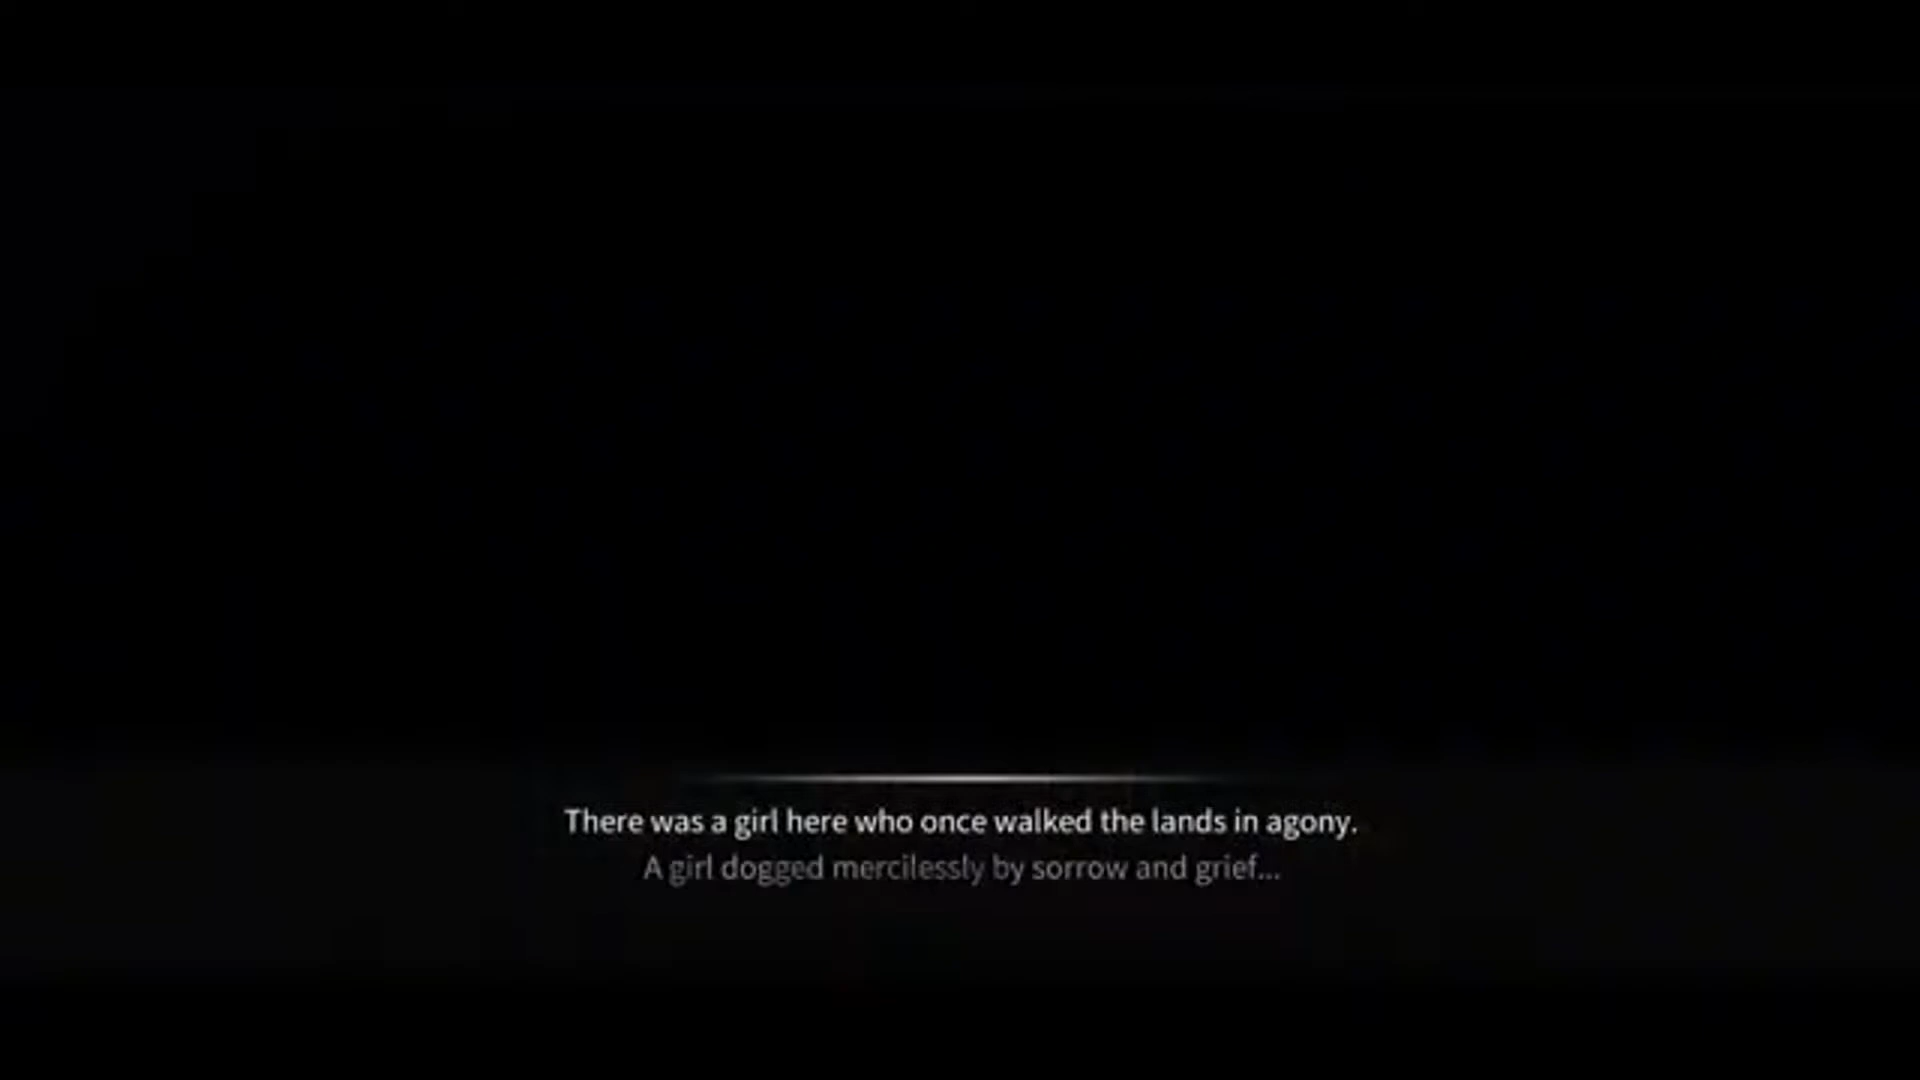 There was a girl here who once walked the lands in agony.
A girl dogged mercilessly by sorrow and grief...